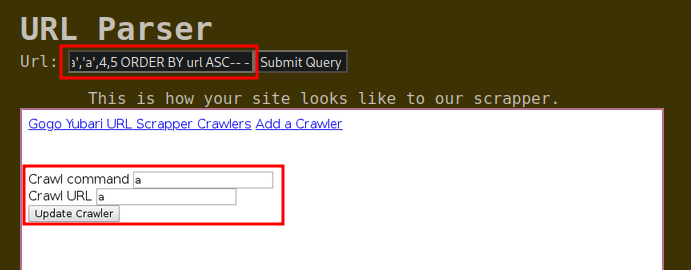 URL Parser
Url: a','a',4,5 ORDER BY url ASC-- - Submit Query
This is how your site looks like to our scrapper.
Gogo Yubari URL Scrapper Crawlers Add a Crawler
Crawl command a
Crawl URL a
Update Crawler